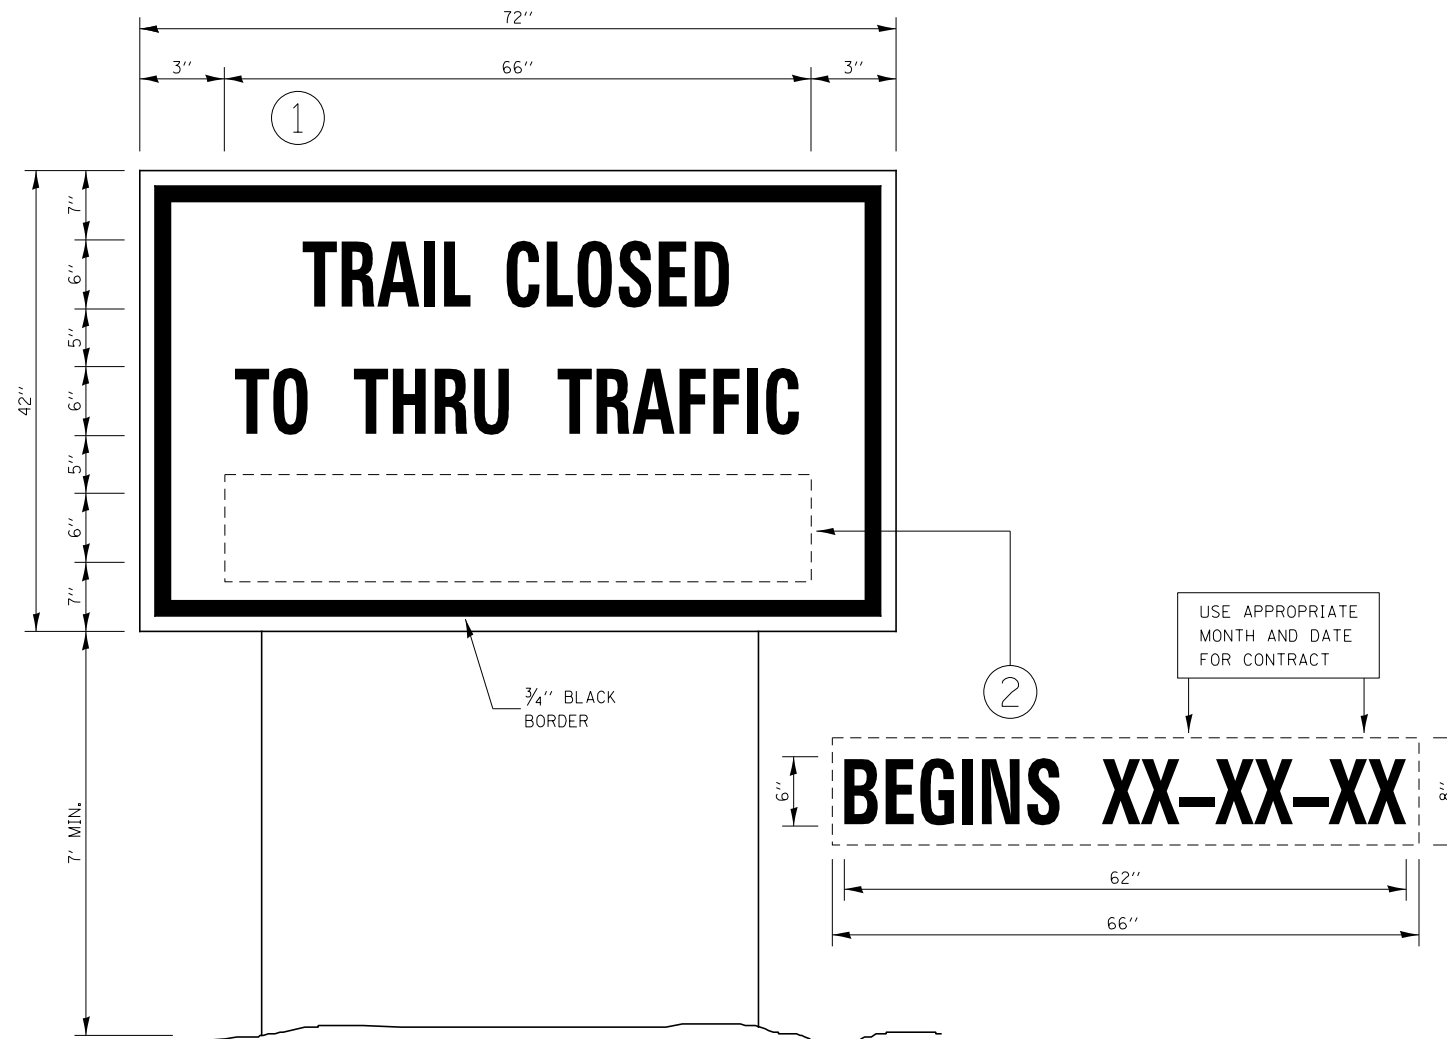 72''
3'' 66'' 3''
1
7''
6''
5''
6''
5''
6''
7''
42''
TRAIL CLOSED
TO THRU TRAFFIC
7' MIN.
3/4'' BLACK
BORDER
2
USE APPROPRIATE
MONTH AND DATE
FOR CONTRACT
6''
BEGINS XX-XX-XX
8''
62''
66''